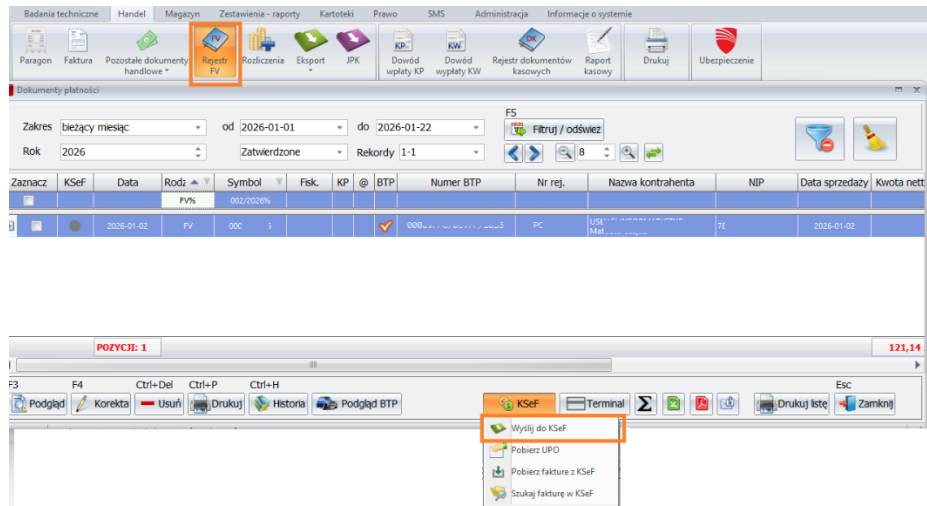 Badania techniczne Handel Magazyn Zestawienia - raporty Kartoteki Prawo SMS Administracja Informacje o systemie
Paragon Faktura Pozostałe dokumenty handlowe Rejestr FV Rozliczenia Eksport JPK KP Dowód wpłaty KP KW Dowód wypłaty KW DK Rejestr dokumentów kasowych Raport kasowy Drukuj Ubezpieczenie
Dokumenty płatności
F5
Zakres bieżący miesiąc od 2026-01-01 do 2026-01-22 Filtruj / odśwież
Rok 2026 Zatwierdzone Rekordy 1-1 8
Zaznacz KSeF Data Rodz Symbol Fisk. KP @ BTP Numer BTP Nr rej. Nazwa kontrahenta NIP Data sprzedaży Kwota nett
FV% 002/2026%
2026-01-02 FV PC 2026-01-02
POZYCJI: 1 121,14
F3 F4 Ctrl+Del Ctrl+P Ctrl+H Esc
Podgląd Korekta Usuń Drukuj Historia Podgląd BTP KSeF Terminal Σ Drukuj listę Zamknij
Wyślij do KSeF
Pobierz UPO
Pobierz fakture z KSeF
Szukaj fakturę w KSeF